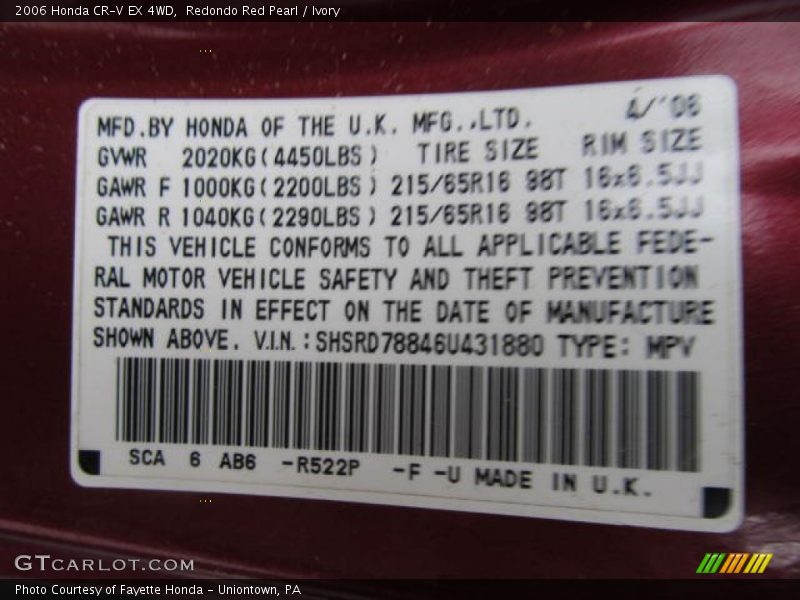 2006 Honda CR-V EX 4WD, Redondo Red Pearl / Ivory
MFD.BY HONDA OF THE U.K. MFG.,LTD. 4/'06
GVWR 2020KG(4450LBS) TIRE SIZE RIM SIZE
GAWR F 1000KG(2200LBS) 215/65R16 98T 16x6.5JJ
GAWR R 1040KG(2290LBS) 215/65R16 98T 16x6.5JJ
THIS VEHICLE CONFORMS TO ALL APPLICABLE FEDE-
RAL MOTOR VEHICLE SAFETY AND THEFT PREVENTION
STANDARDS IN EFFECT ON THE DATE OF MANUFACTURE
SHOWN ABOVE. V.I.N.:SHSRD78846U431880 TYPE: MPV
SCA 6 AB6 -R522P -F -U MADE IN U.K.
GTCARLOT.COM
Photo Courtesy of Fayette Honda - Uniontown, PA